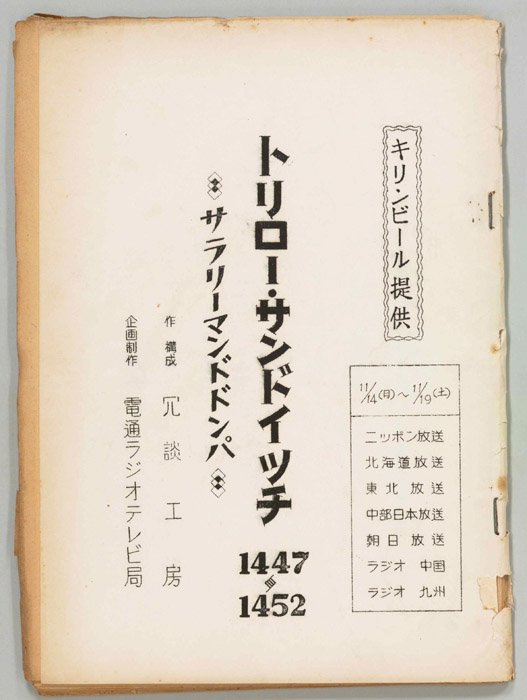 キリンビール提供
11/14(月)〜11/19(土)
ニッポン放送
北海道放送
東北放送
中部日本放送
朝日放送
ラジオ中国
ラジオ九州
トリロー・サンドイッチ
1447
〜
1452
サラリーマンドドンパ
作 構成 冗談工房
企画制作 電通ラジオテレビ局